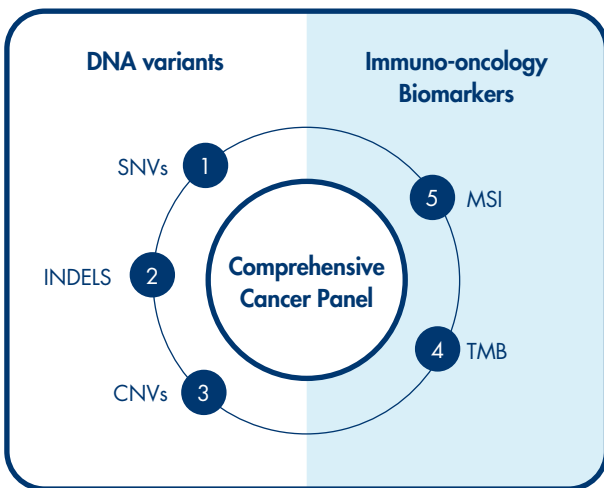 DNA variants
Immuno-oncology
Biomarkers
1
SNVs
2
INDELS
3
CNVs
5
MSI
4
TMB
Comprehensive
Cancer Panel